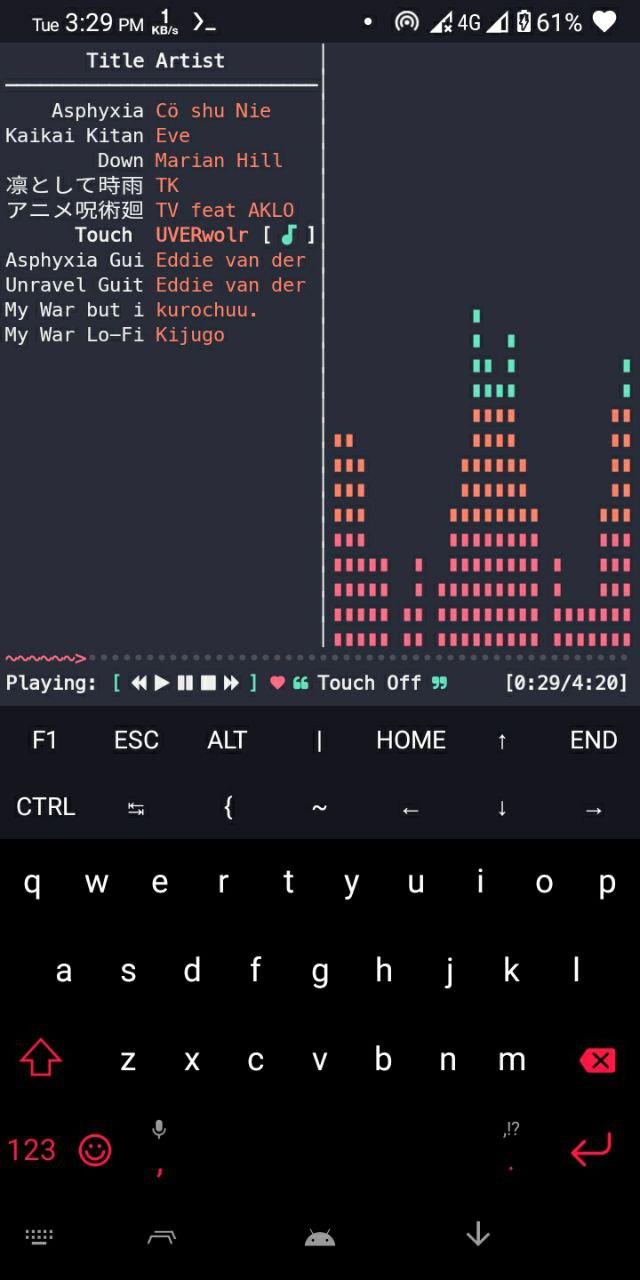 Tue 3:29 PM 1 KB/s 4G 61%
Title Artist
Asphyxia Cö shu Nie
Kaikai Kitan Eve
Down Marian Hill
凛として時雨 TK
アニメ呪術廻 TV feat AKLO
Touch UVERwolr [ ♪ ]
Asphyxia Gui Eddie van der
Unravel Guit Eddie van der
My War but i kurochuu.
My War Lo-Fi Kijugo
~~~~~~~>
Playing: [ ⏪ ▶ ⏸ ⏹ ⏩ ] ♥ ❝ Touch Off ❞ [0:29/4:20]
F1 ESC ALT | HOME ↑ END
CTRL ↹ { ~ ← ↓ →
q w e r t y u i o p
a s d f g h j k l
z x c v b n m
123 , ,!? .